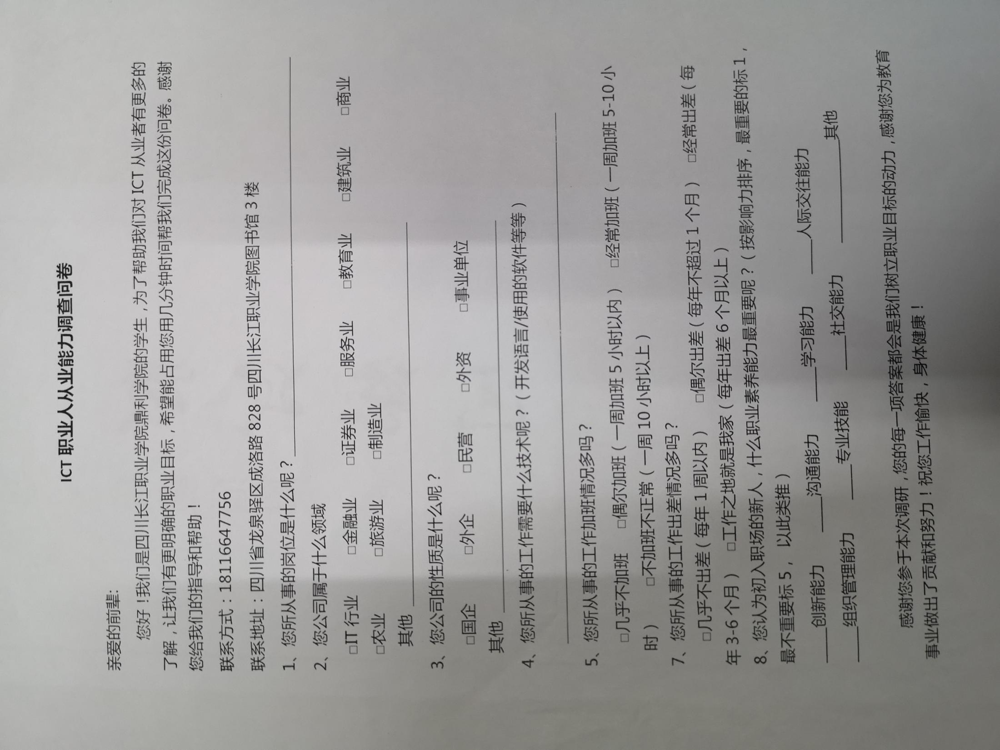 ICT 职业人从业能力调查问卷
亲爱的前辈:
您好！我们是四川长江职业学院鼎利学院的学生，为了帮助我们对 ICT 从业者有更多的
了解，让我们有更明确的职业目标，希望能占用您用几分钟时间帮我们完成这份问卷。感谢
您给我们的指导和帮助！
联系方式：18116647756
联系地址：四川省龙泉驿区成洛路 828 号四川长江职业学院图书馆 3 楼
1、您所从事的岗位是什么呢？____
2、您公司属于什么领域
□IT 行业 □金融业 □证券业 □服务业 □教育业 □建筑业 □商业
□农业 □旅游业 □制造业
其他____
3、您公司的性质是什么呢？
□国企 □外企 □民营 □外资 □事业单位
其他____
4、您所从事的工作需要什么技术呢？（开发语言/使用的软件等等）
5、您所从事的工作加班情况多吗？
□几乎不加班 □偶尔加班（一周加班 5 小时以内） □经常加班（一周加班 5-10 小
时） □不加班不正常（一周 10 小时以上）
7、您所从事的工作出差情况多吗？
□几乎不出差（每年 1 周以内） □偶尔出差（每年不超过 1 个月） □经常出差（每
年 3-6 个月） □工作之地就是我家（每年出差 6 个月以上）
8、您认为初入职场的新人，什么职业素养能力最重要呢？（按影响力排序，最重要的标 1，
最不重要标 5， 以此类推）
____创新能力 ____沟通能力 ____学习能力 ____人际交往能力
____组织管理能力 ____专业技能 ____社交能力 ____其他
感谢您参于本次调研，您的每一项答案都会是我们树立职业目标的动力，感谢您为教育
事业做出了贡献和努力！祝您工作愉快，身体健康！